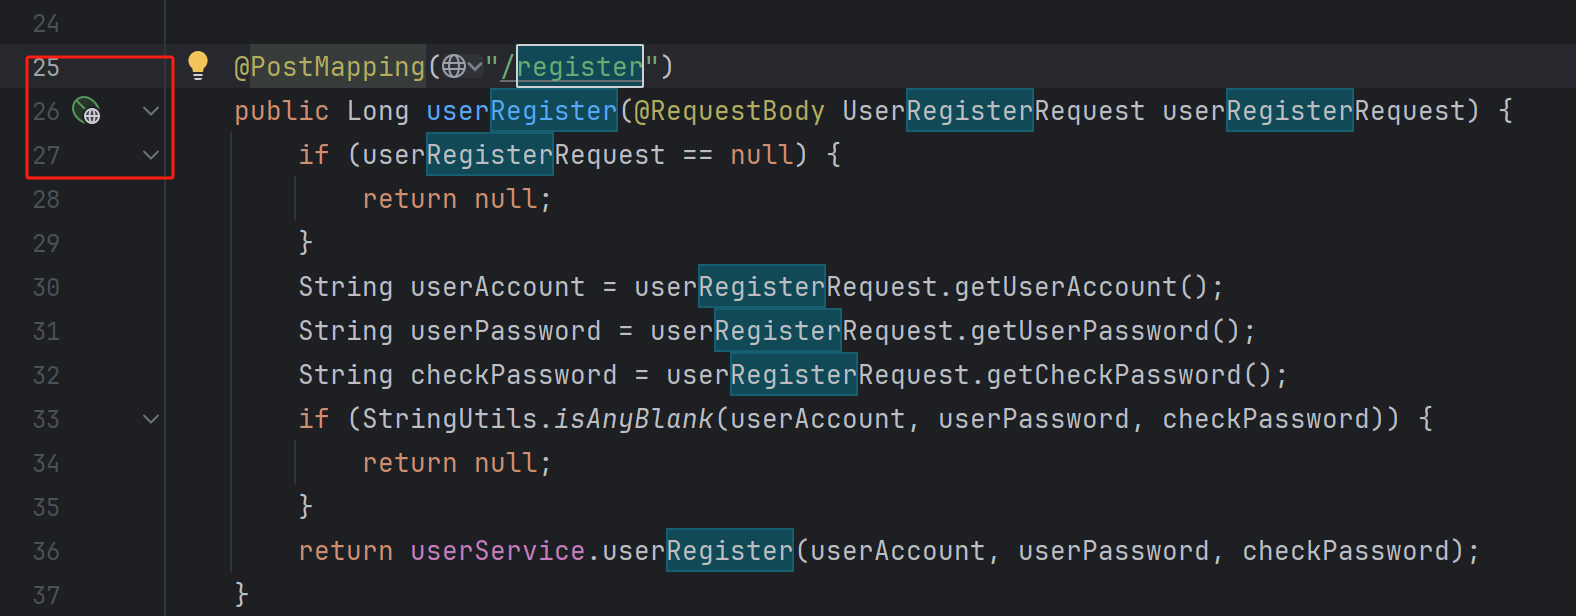 24
25 @PostMapping("/register")
26 public Long userRegister(@RequestBody UserRegisterRequest userRegisterRequest) {
27 if (userRegisterRequest == null) {
28 return null;
29 }
30 String userAccount = userRegisterRequest.getUserAccount();
31 String userPassword = userRegisterRequest.getUserPassword();
32 String checkPassword = userRegisterRequest.getCheckPassword();
33 if (StringUtils.isAnyBlank(userAccount, userPassword, checkPassword)) {
34 return null;
35 }
36 return userService.userRegister(userAccount, userPassword, checkPassword);
37 }